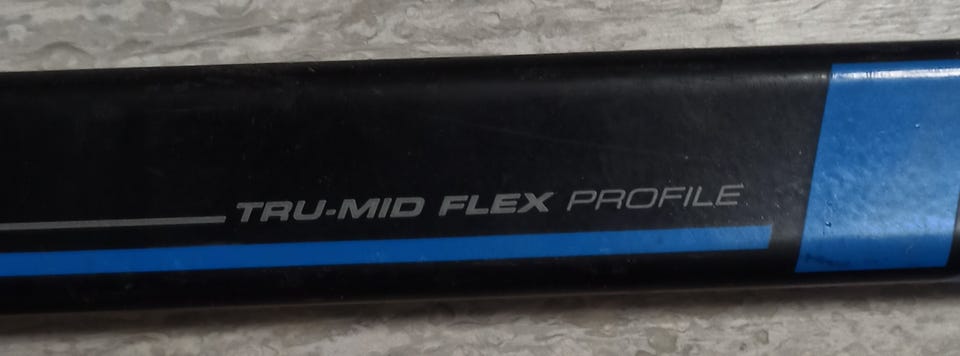 TRU-MID FLEX PROFILE